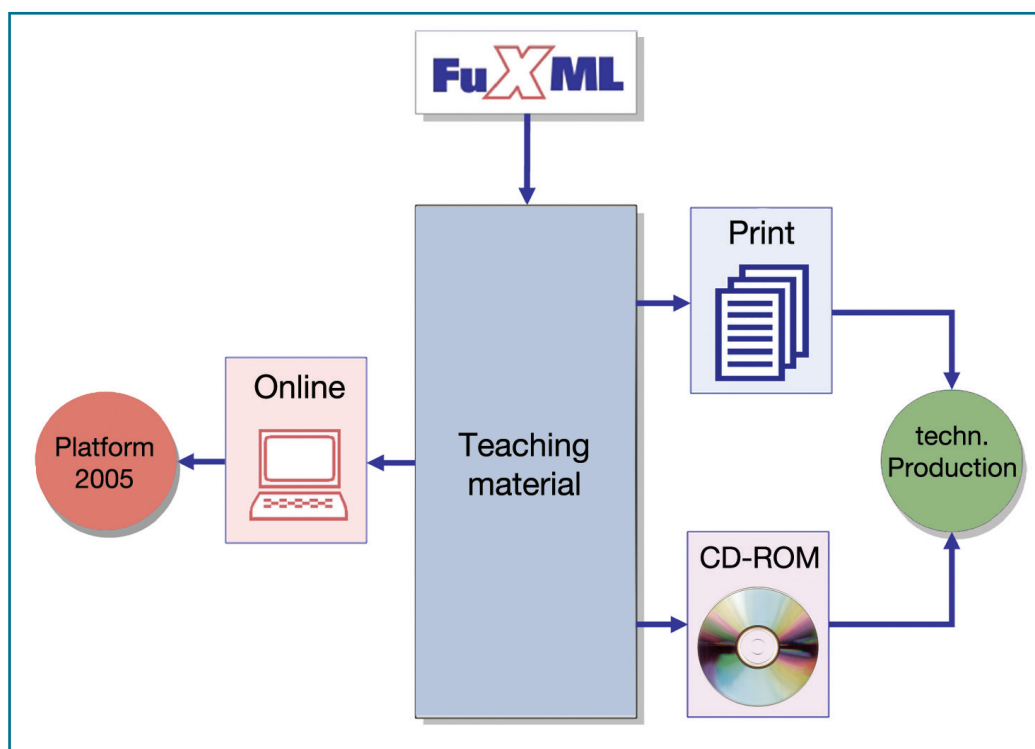 FuXML
Print
Online
Platform
2005
Teaching
material
techn.
Production
CD-ROM